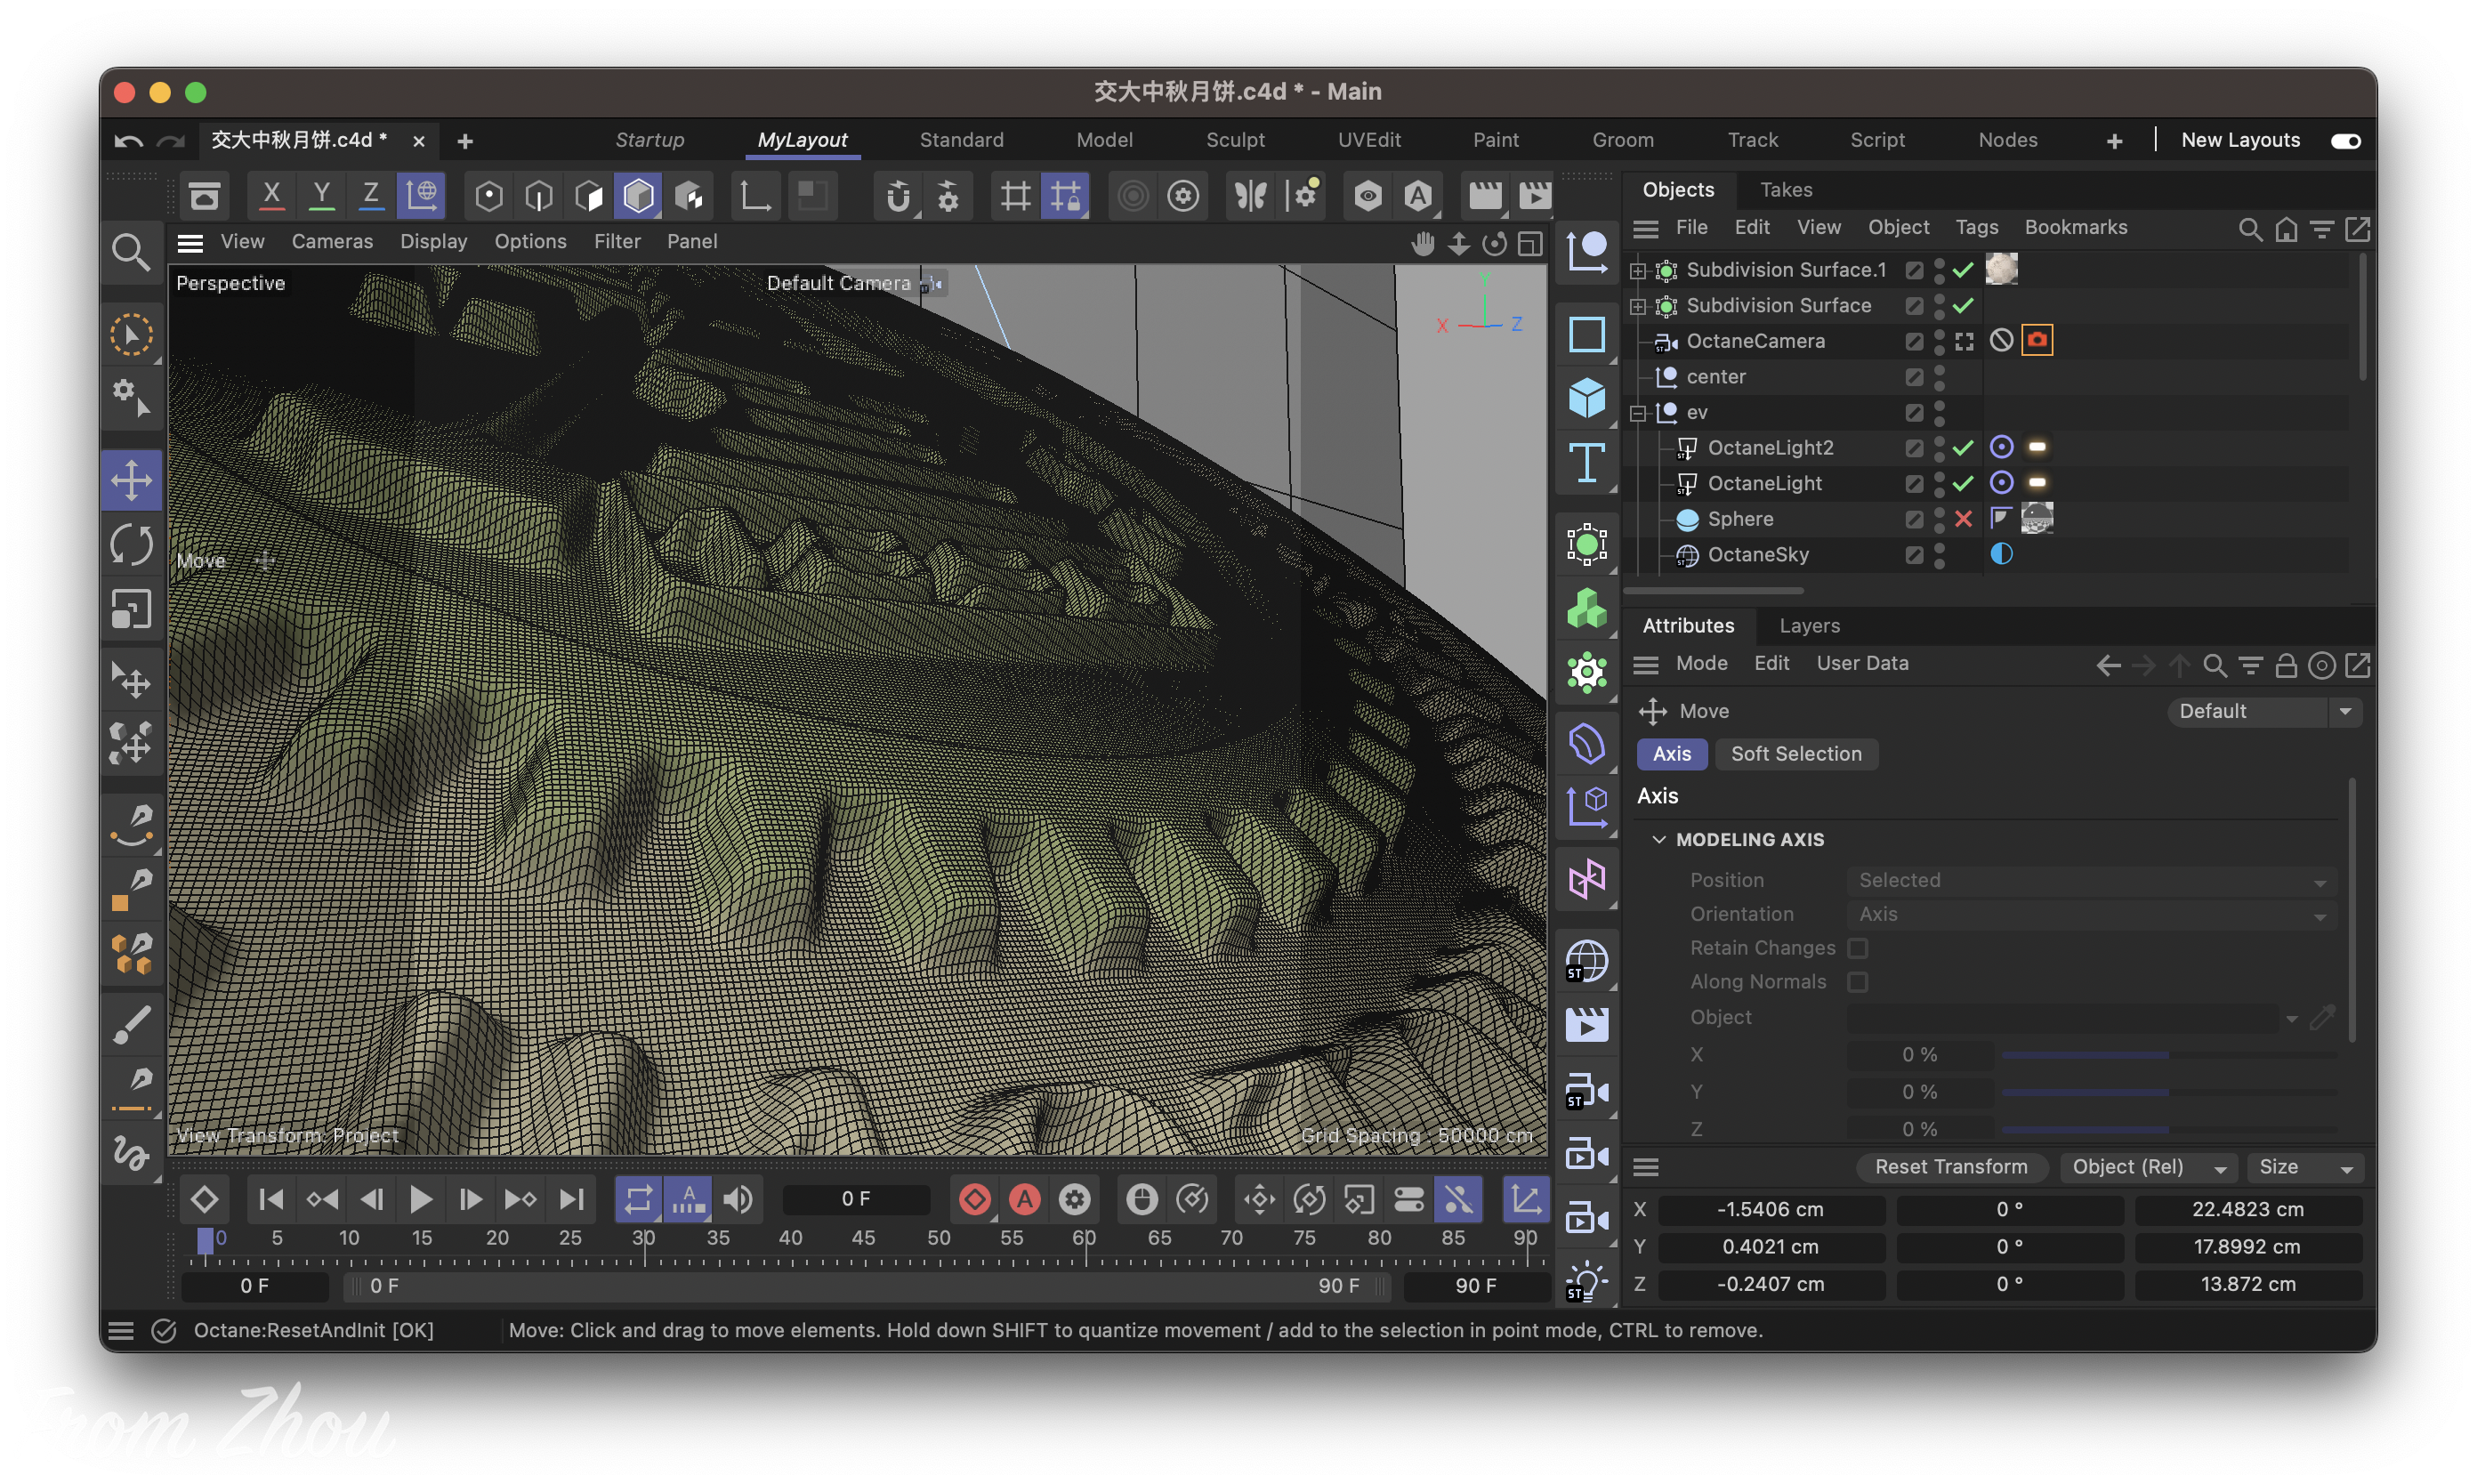 交大中秋月饼.c4d * - Main
交大中秋月饼.c4d *
Startup
MyLayout
Standard
Model
Sculpt
UVEdit
Paint
Groom
Track
Script
Nodes
New Layouts
X Y Z
Objects
Takes
File Edit View Object Tags Bookmarks
View Cameras Display Options Filter Panel
Perspective
Default Camera
Y
X
Z
Move
View Transform: Project
Grid Spacing : 50000 cm
Subdivision Surface.1
Subdivision Surface
OctaneCamera
center
ev
OctaneLight2
OctaneLight
Sphere
OctaneSky
Attributes
Layers
Mode Edit User Data
Move
Default
Axis
Soft Selection
Axis
MODELING AXIS
Position Selected
Orientation Axis
Retain Changes
Along Normals
Object
X 0 %
Y 0 %
Z 0 %
Reset Transform
Object (Rel)
Size
X -1.5406 cm 0 ° 22.4823 cm
Y 0.4021 cm 0 ° 17.8992 cm
Z -0.2407 cm 0 ° 13.872 cm
0 F
0 5 10 15 20 25 30 35 40 45 50 55 60 65 70 75 80 85 90
0 F
0 F
90 F
90 F
Octane:ResetAndInit [OK]
Move: Click and drag to move elements. Hold down SHIFT to quantize movement / add to the selection in point mode, CTRL to remove.
From Zhou